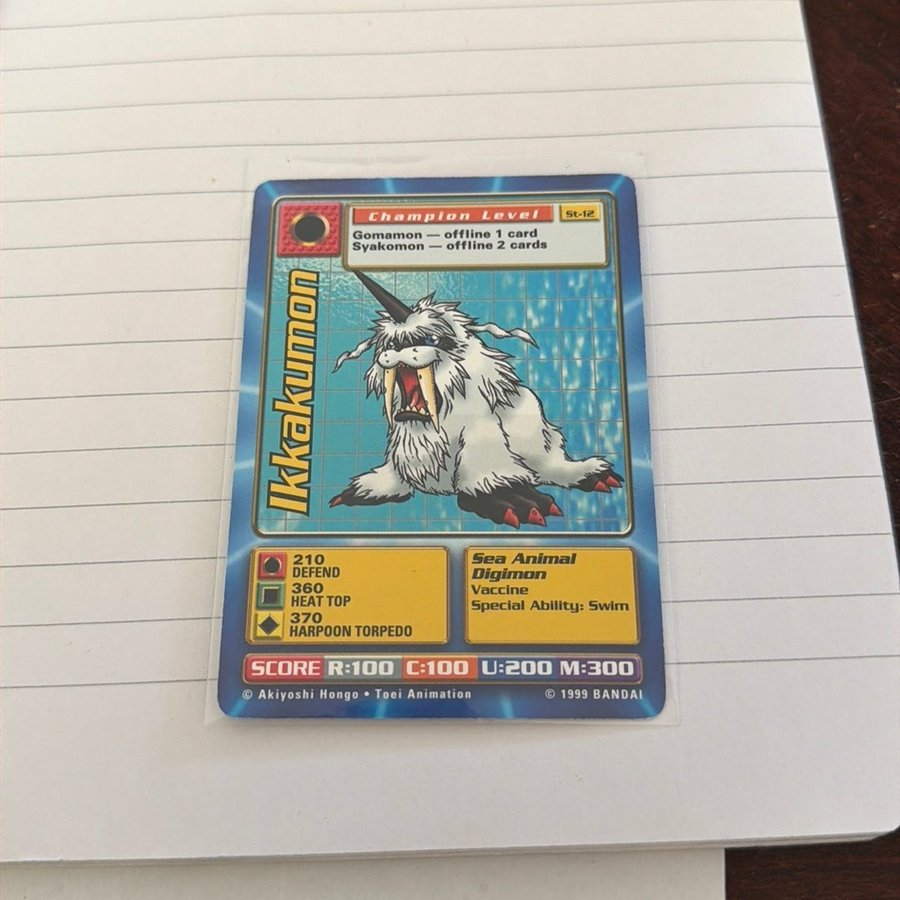 Champion Level St-12
Gomamon — offline 1 card
Syakomon — offline 2 cards
Ikkakumon
210
DEFEND
360
HEAT TOP
370
HARPOON TORPEDO
Sea Animal
Digimon
Vaccine
Special Ability: Swim
SCORE R:100 C:100 U:200 M:300
© Akiyoshi Hongo • Toei Animation © 1999 BANDAI